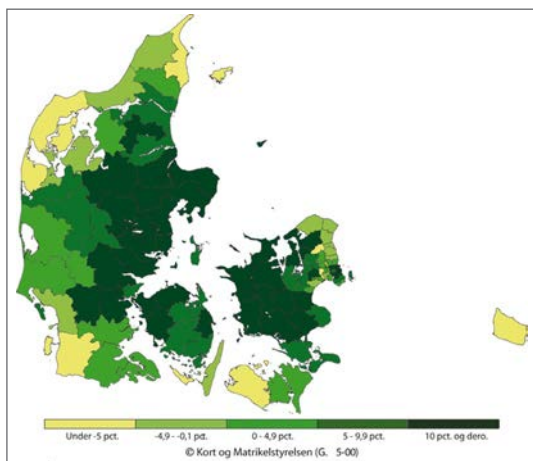 Under -5 pct. -4,9 - -0,1 pct. 0 - 4,9 pct. 5 - 9,9 pct. 10 pct. og dero.
© Kort og Matrikelstyrelsen (G. 5-00)